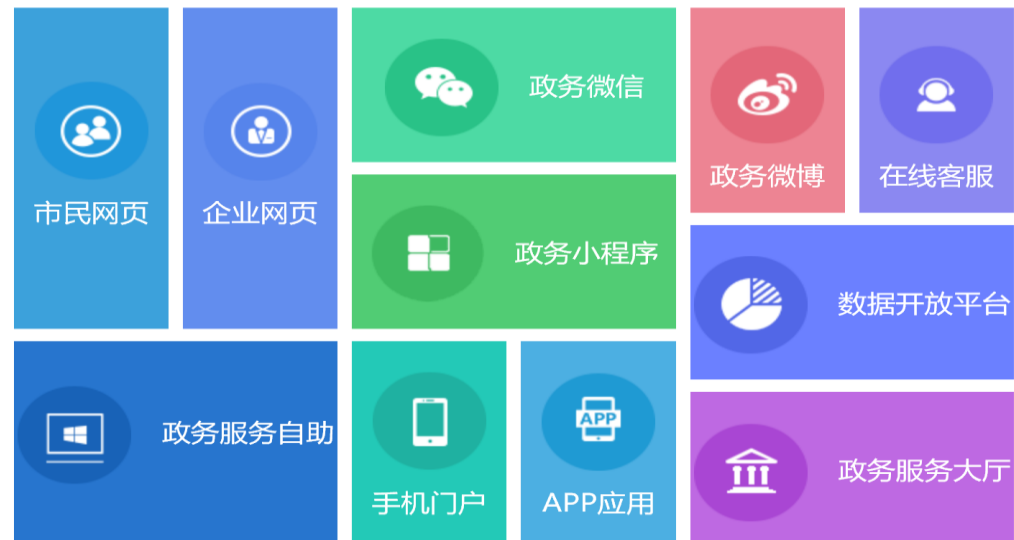 市民网页
企业网页
政务微信
政务小程序
政务微博
在线客服
数据开放平台
政务服务自助
手机门户
APP
APP应用
政务服务大厅